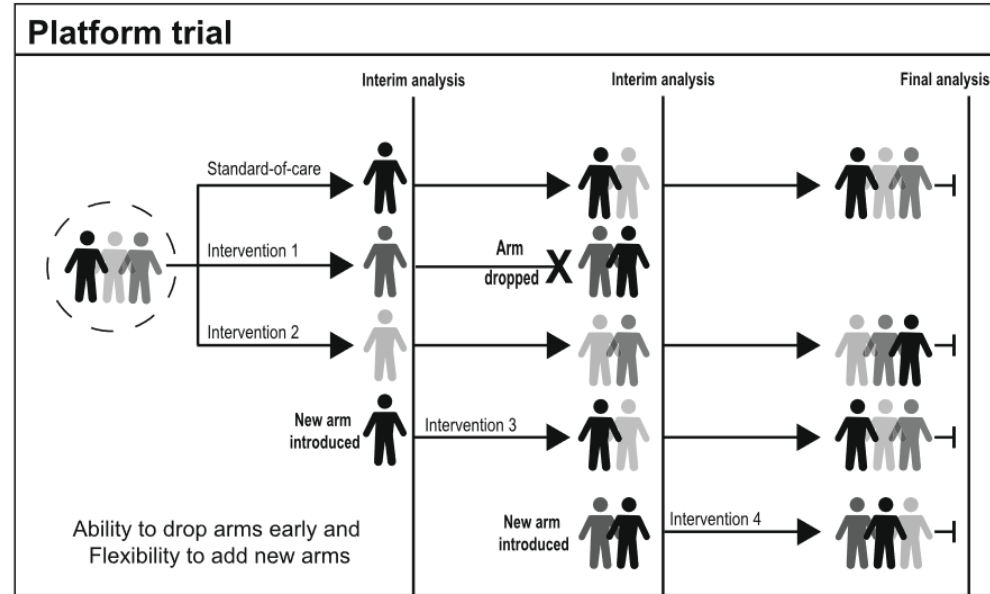 Platform trial
Interim analysis
Interim analysis
Final analysis
Standard-of-care
Intervention 1
Arm
dropped
X
Intervention 2
New arm
introduced
Intervention 3
New arm
introduced
Intervention 4
Ability to drop arms early and
Flexibility to add new arms